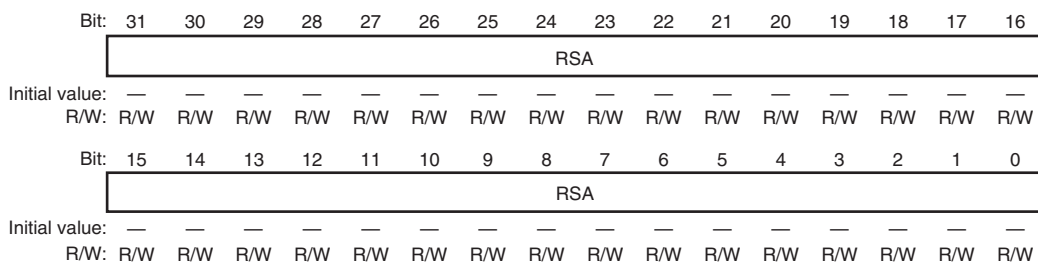 Bit: 31 30 29 28 27 26 25 24 23 22 21 20 19 18 17 16
RSA
Initial value: — — — — — — — — — — — — — — — —
R/W: R/W R/W R/W R/W R/W R/W R/W R/W R/W R/W R/W R/W R/W R/W R/W R/W
Bit: 15 14 13 12 11 10 9 8 7 6 5 4 3 2 1 0
RSA
Initial value: — — — — — — — — — — — — — — — —
R/W: R/W R/W R/W R/W R/W R/W R/W R/W R/W R/W R/W R/W R/W R/W R/W R/W